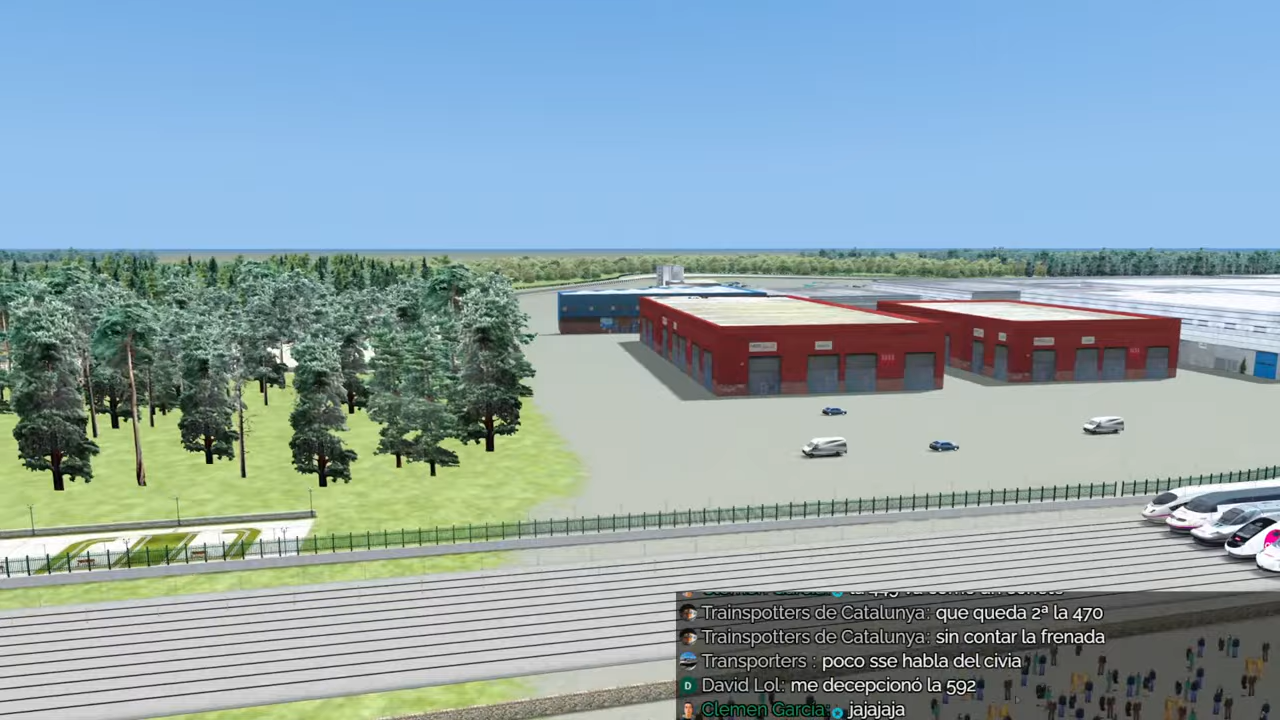 Trainspotters de Catalunya: que queda 2ª la 470
Trainspotters de Catalunya: sin contar la frenada
Transporters : poco sse habla del civia
David Lol: me decepcionó la 592
Clemen García: jajajaja